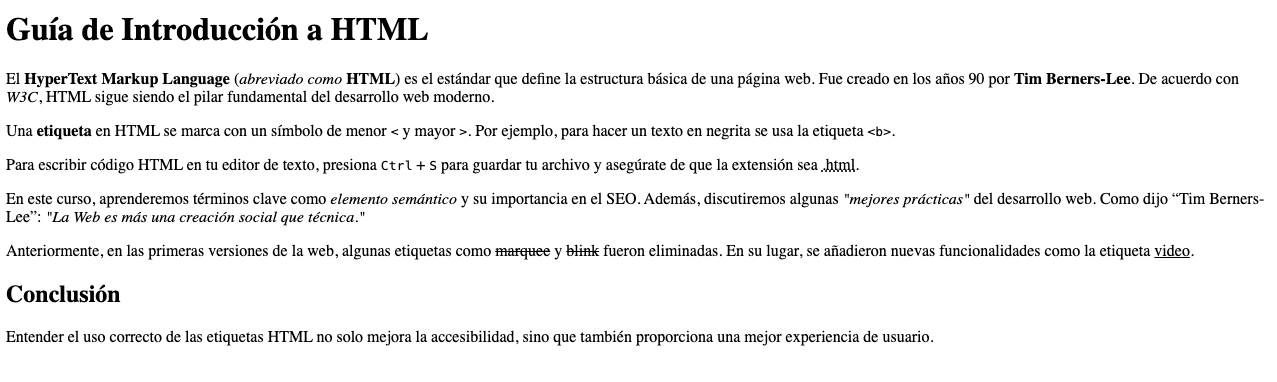 Guía de Introducción a HTML
El HyperText Markup Language (abreviado como HTML) es el estándar que define la estructura básica de una página web. Fue creado en los años 90 por Tim Berners-Lee. De acuerdo con
W3C, HTML sigue siendo el pilar fundamental del desarrollo web moderno.
Una etiqueta en HTML se marca con un símbolo de menor < y mayor >. Por ejemplo, para hacer un texto en negrita se usa la etiqueta <b>.
Para escribir código HTML en tu editor de texto, presiona Ctrl + S para guardar tu archivo y asegúrate de que la extensión sea .html.
En este curso, aprenderemos términos clave como elemento semántico y su importancia en el SEO. Además, discutiremos algunas "mejores prácticas" del desarrollo web. Como dijo “Tim Berners-
Lee”: "La Web es más una creación social que técnica."
Anteriormente, en las primeras versiones de la web, algunas etiquetas como marquee y blink fueron eliminadas. En su lugar, se añadieron nuevas funcionalidades como la etiqueta video.
Conclusión
Entender el uso correcto de las etiquetas HTML no solo mejora la accesibilidad, sino que también proporciona una mejor experiencia de usuario.